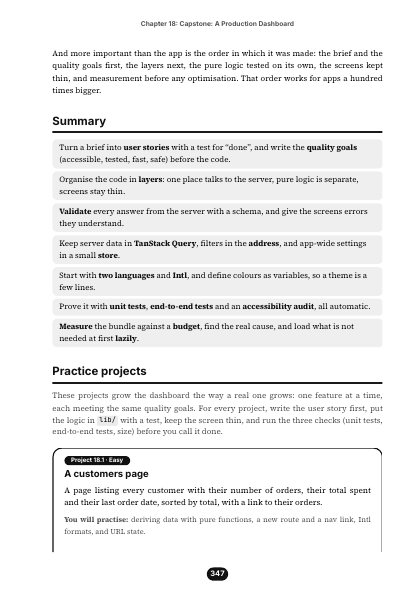 Chapter 18: Capstone: A Production Dashboard
And more important than the app is the order in which it was made: the brief and the
quality goals first, the layers next, the pure logic tested on its own, the screens kept
thin, and measurement before any optimisation. That order works for apps a hundred
times bigger.
Summary
Turn a brief into user stories with a test for “done”, and write the quality goals
(accessible, tested, fast, safe) before the code.
Organise the code in layers: one place talks to the server, pure logic is separate,
screens stay thin.
Validate every answer from the server with a schema, and give the screens errors
they understand.
Keep server data in TanStack Query, filters in the address, and app-wide settings
in a small store.
Start with two languages and Intl, and define colours as variables, so a theme is a
few lines.
Prove it with unit tests, end-to-end tests and an accessibility audit, all automatic.
Measure the bundle against a budget, find the real cause, and load what is not
needed at first lazily.
Practice projects
These projects grow the dashboard the way a real one grows: one feature at a time,
each meeting the same quality goals. For every project, write the user story first, put
the logic in lib/ with a test, keep the screen thin, and run the three checks (unit tests,
end-to-end tests, size) before you call it done.
Project 18.1 · Easy
A customers page
A page listing every customer with their number of orders, their total spent
and their last order date, sorted by total, with a link to their orders.
You will practise: deriving data with pure functions, a new route and a nav link, Intl
formats, and URL state.
347